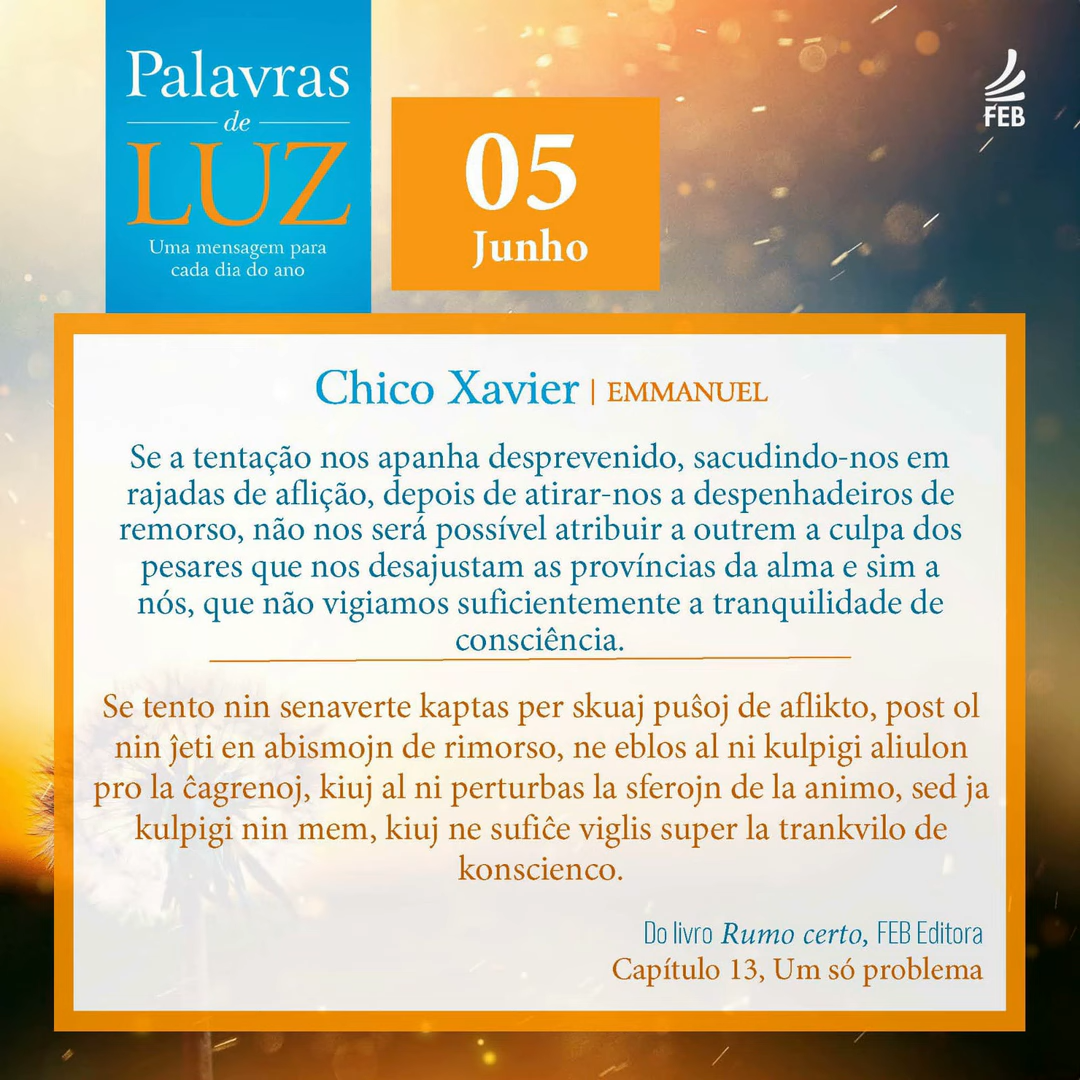 Palavras
de
LUZ
Uma mensagem para
cada dia do ano
05
Junho
FEB
Chico Xavier | EMMANUEL
Se a tentação nos apanha desprevenido, sacudindo-nos em
rajadas de aflição, depois de atirar-nos a despenhadeiros de
remorso, não nos será possível atribuir a outrem a culpa dos
pesares que nos desajustam as províncias da alma e sim a
nós, que não vigiamos suficientemente a tranquilidade de
consciência.
Se tento nin senaverte kaptas per skuaj puŝoj de aflikto, post ol
nin ĵeti en abismojn de rimorso, ne eblos al ni kulpigi aliulon
pro la ĉagrenoj, kiuj al ni perturbas la sferojn de la animo, sed ja
kulpigi nin mem, kiuj ne sufiĉe viglis super la trankvilo de
konscienco.
Do livro Rumo certo, FEB Editora
Capítulo 13, Um só problema